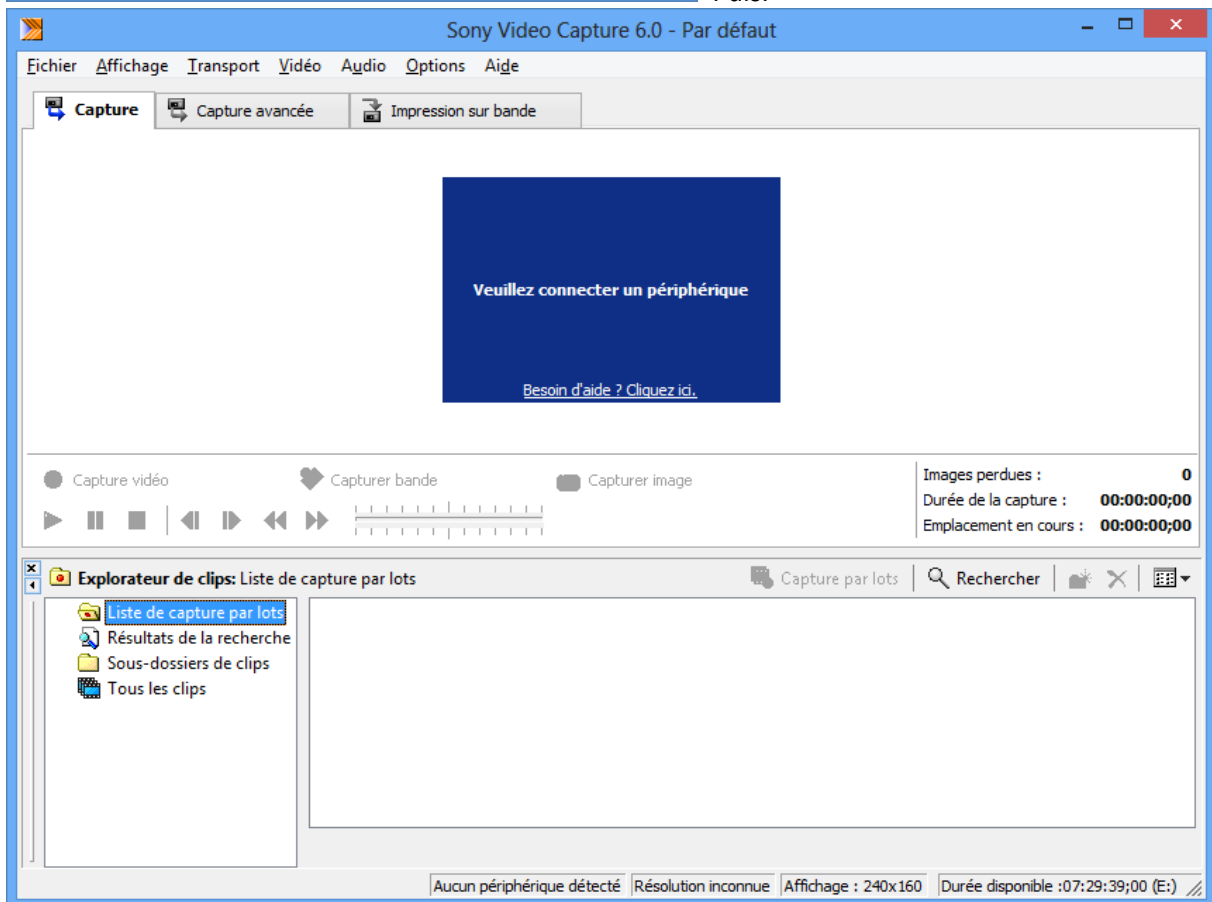 Sony Video Capture 6.0 - Par défaut
Fichier Affichage Transport Vidéo Audio Options Aide
Capture Capture avancée Impression sur bande
Veuillez connecter un périphérique
Besoin d'aide ? Cliquez ici.
Capture vidéo Capturer bande Capturer image
Images perdues : 0
Durée de la capture : 00:00:00;00
Emplacement en cours : 00:00:00;00
Explorateur de clips: Liste de capture par lots
Capture par lots Rechercher
Liste de capture par lots
Résultats de la recherche
Sous-dossiers de clips
Tous les clips
Aucun périphérique détecté Résolution inconnue Affichage : 240x160 Durée disponible :07:29:39;00 (E:)